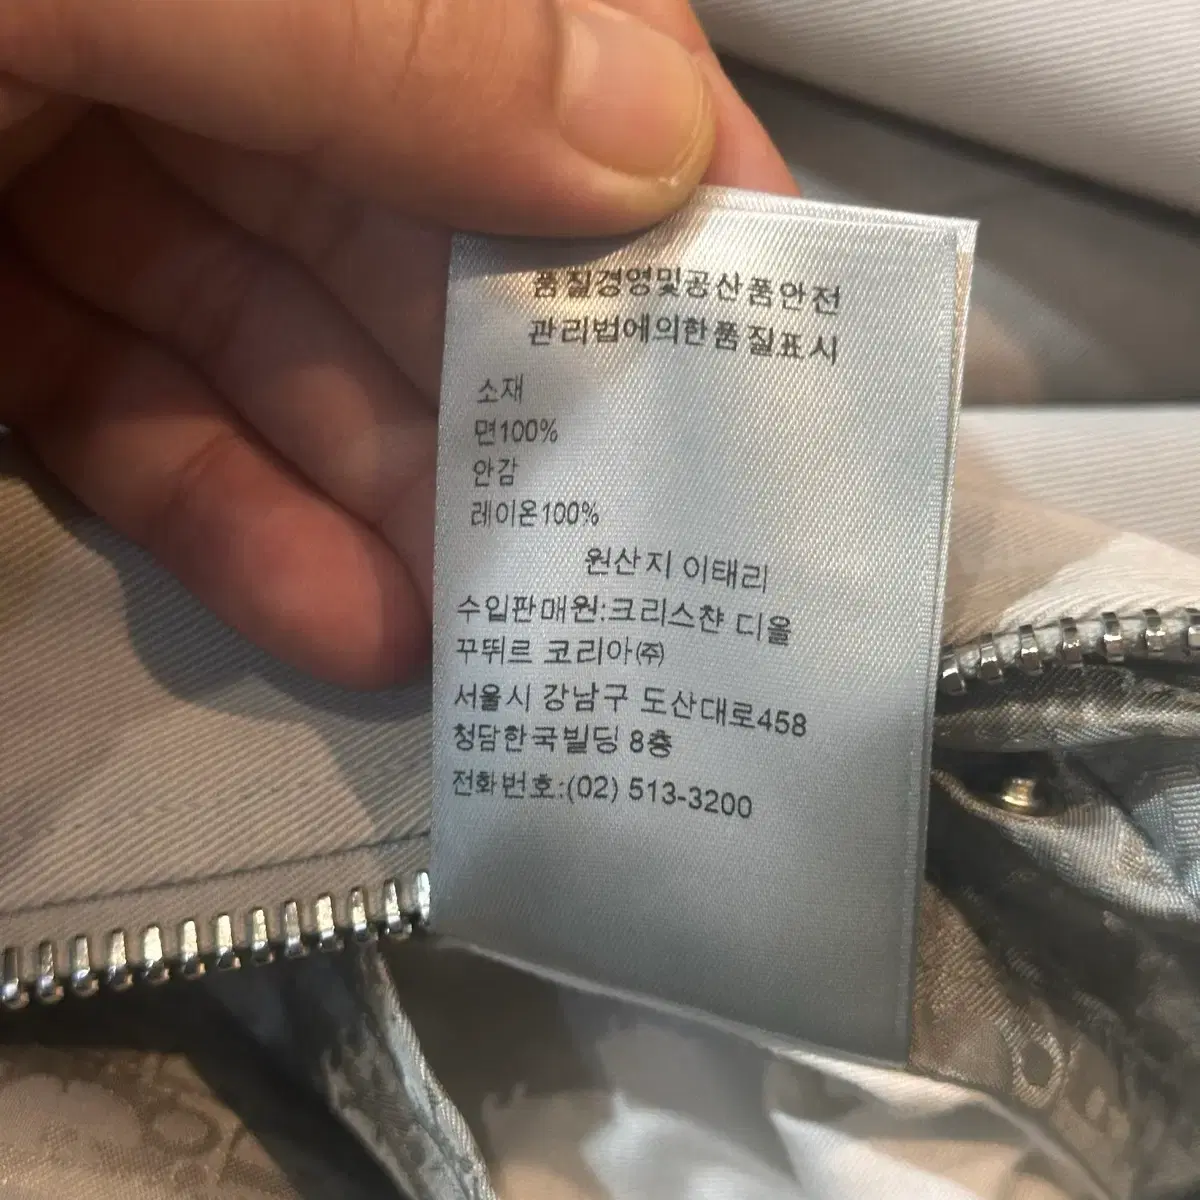 품질경영및공산품안전
관리법에의한품질표시
소재
면100%
안감
레이온100%
원산지 이태리
수입판매원:크리스챤 디올
꾸뛰르 코리아㈜
서울시 강남구 도산대로458
청담한국빌딩 8층
전화번호:(02) 513-3200